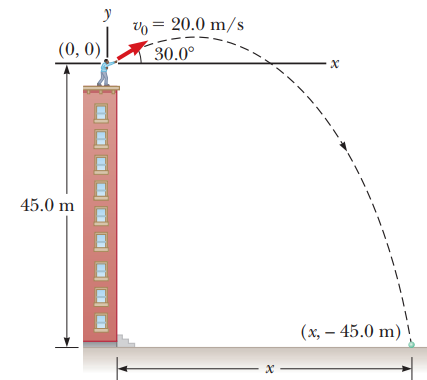 y
v₀ = 20.0 m/s
(0, 0)
30.0°
x
45.0 m
(x, – 45.0 m)
x